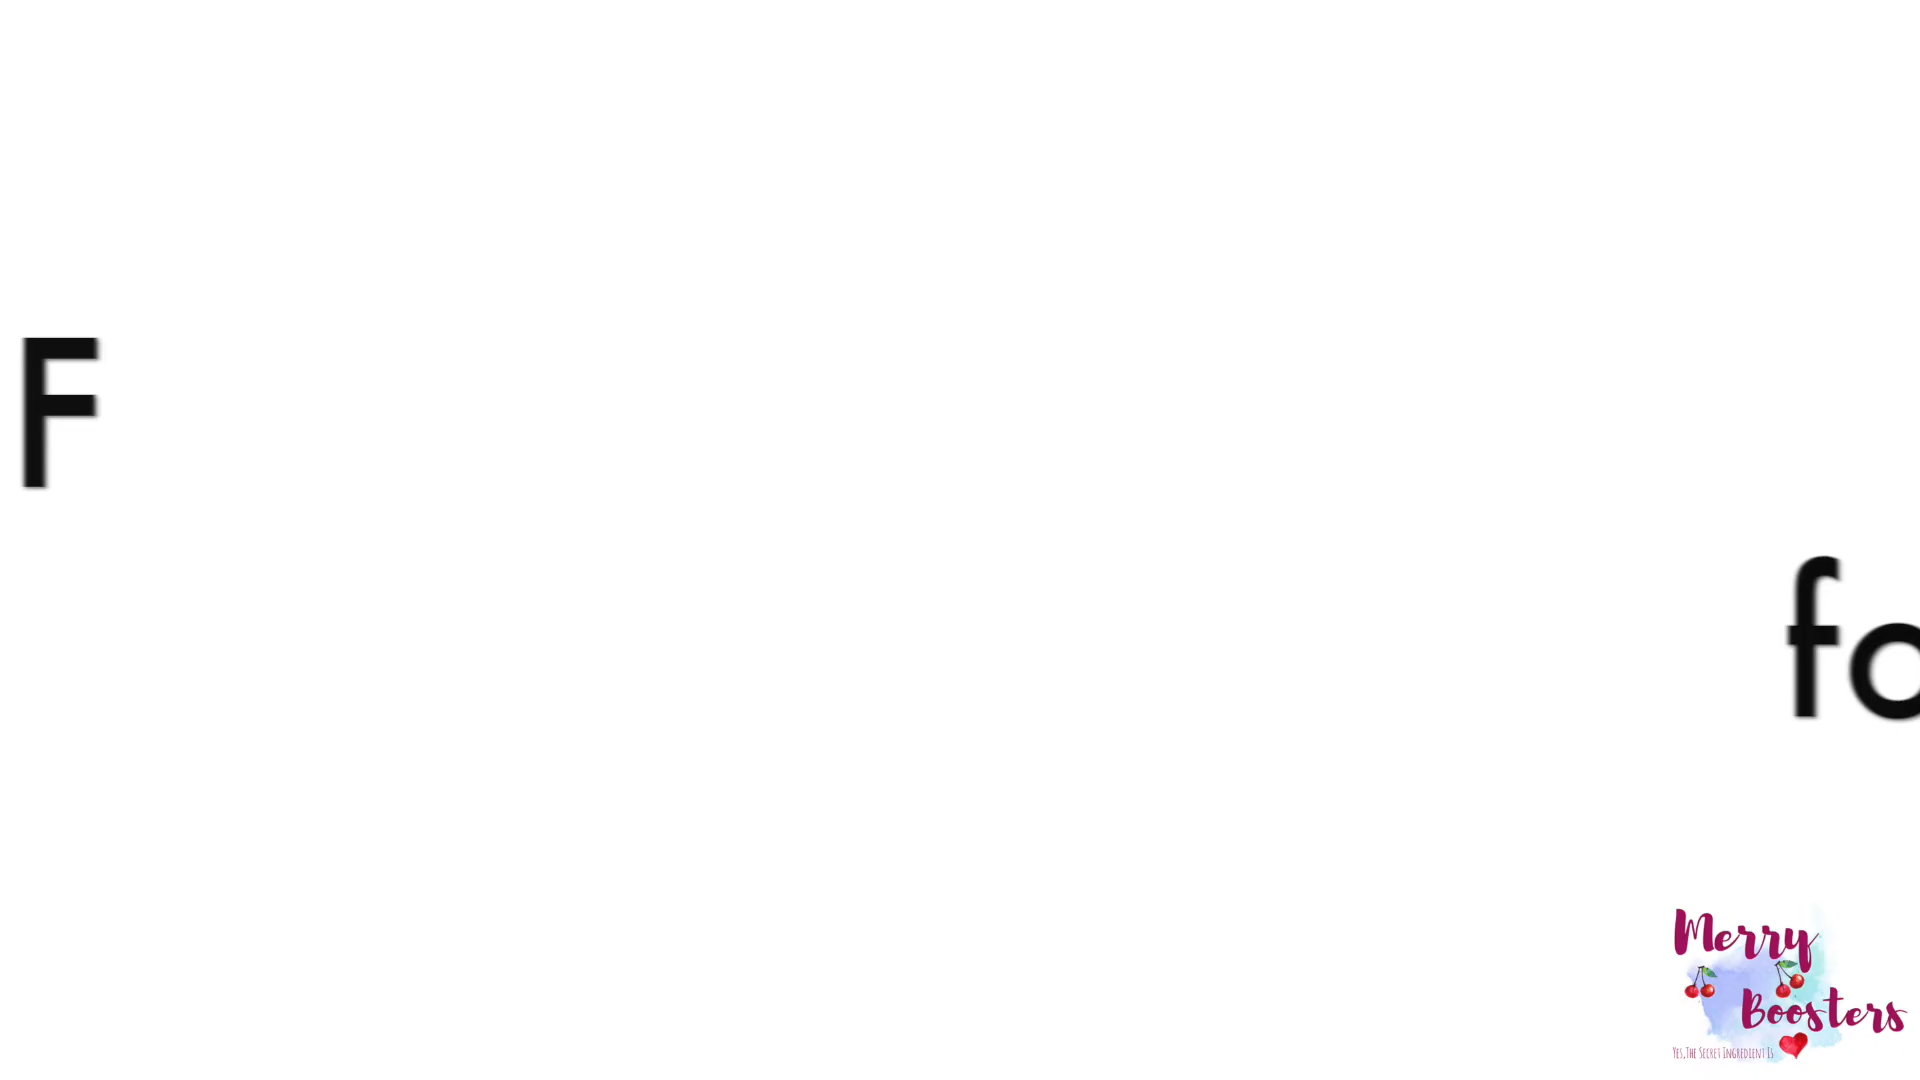 F
fo
Merry
Boosters
Yes, The Secret Ingredient Is